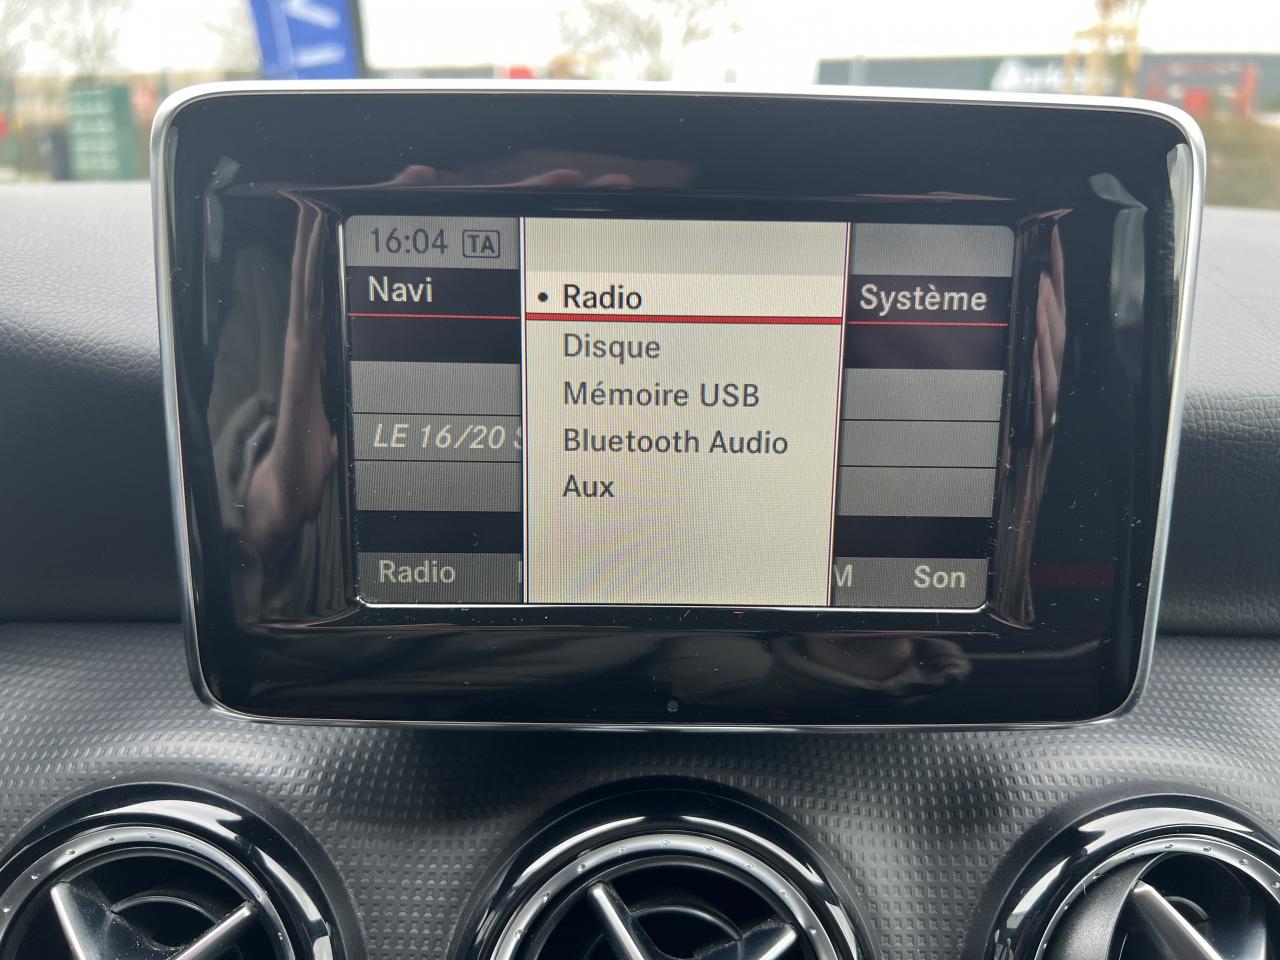 16:04 TA
Navi
• Radio
Système
Disque
Mémoire USB
LE 16/20
Bluetooth Audio
Aux
Radio
M
Son